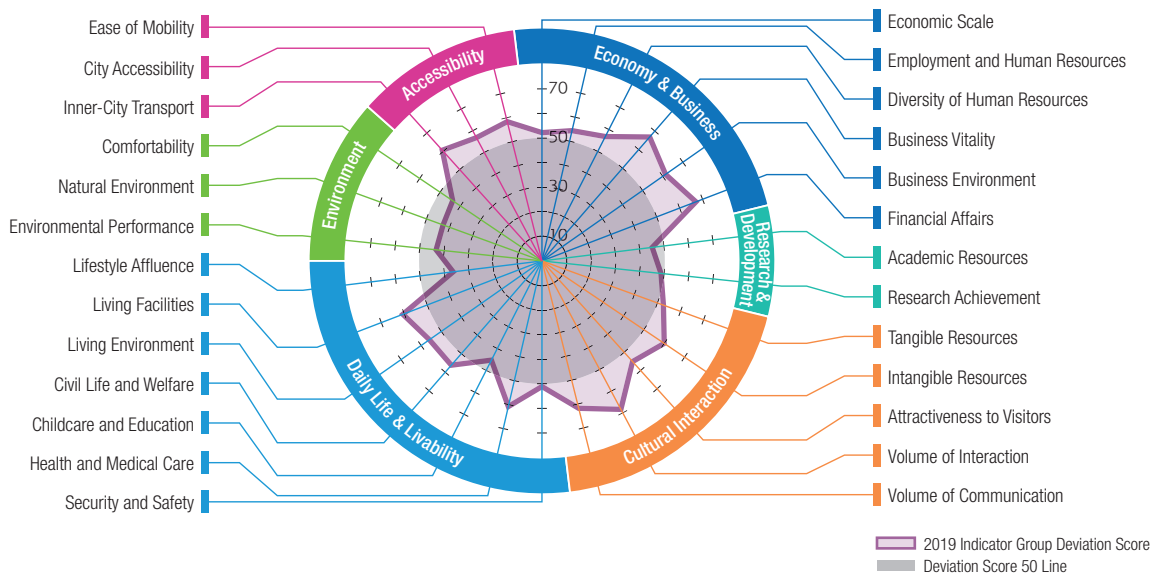 Ease of Mobility
City Accessibility
Inner-City Transport
Comfortability
Natural Environment
Environmental Performance
Lifestyle Affluence
Living Facilities
Living Environment
Civil Life and Welfare
Childcare and Education
Health and Medical Care
Security and Safety
Accessibility
Environment
Daily Life & Livability
Economy & Business
Research &
Development
Cultural Interaction
70
50
30
10
Economic Scale
Employment and Human Resources
Diversity of Human Resources
Business Vitality
Business Environment
Financial Affairs
Academic Resources
Research Achievement
Tangible Resources
Intangible Resources
Attractiveness to Visitors
Volume of Interaction
Volume of Communication
2019 Indicator Group Deviation Score
Deviation Score 50 Line